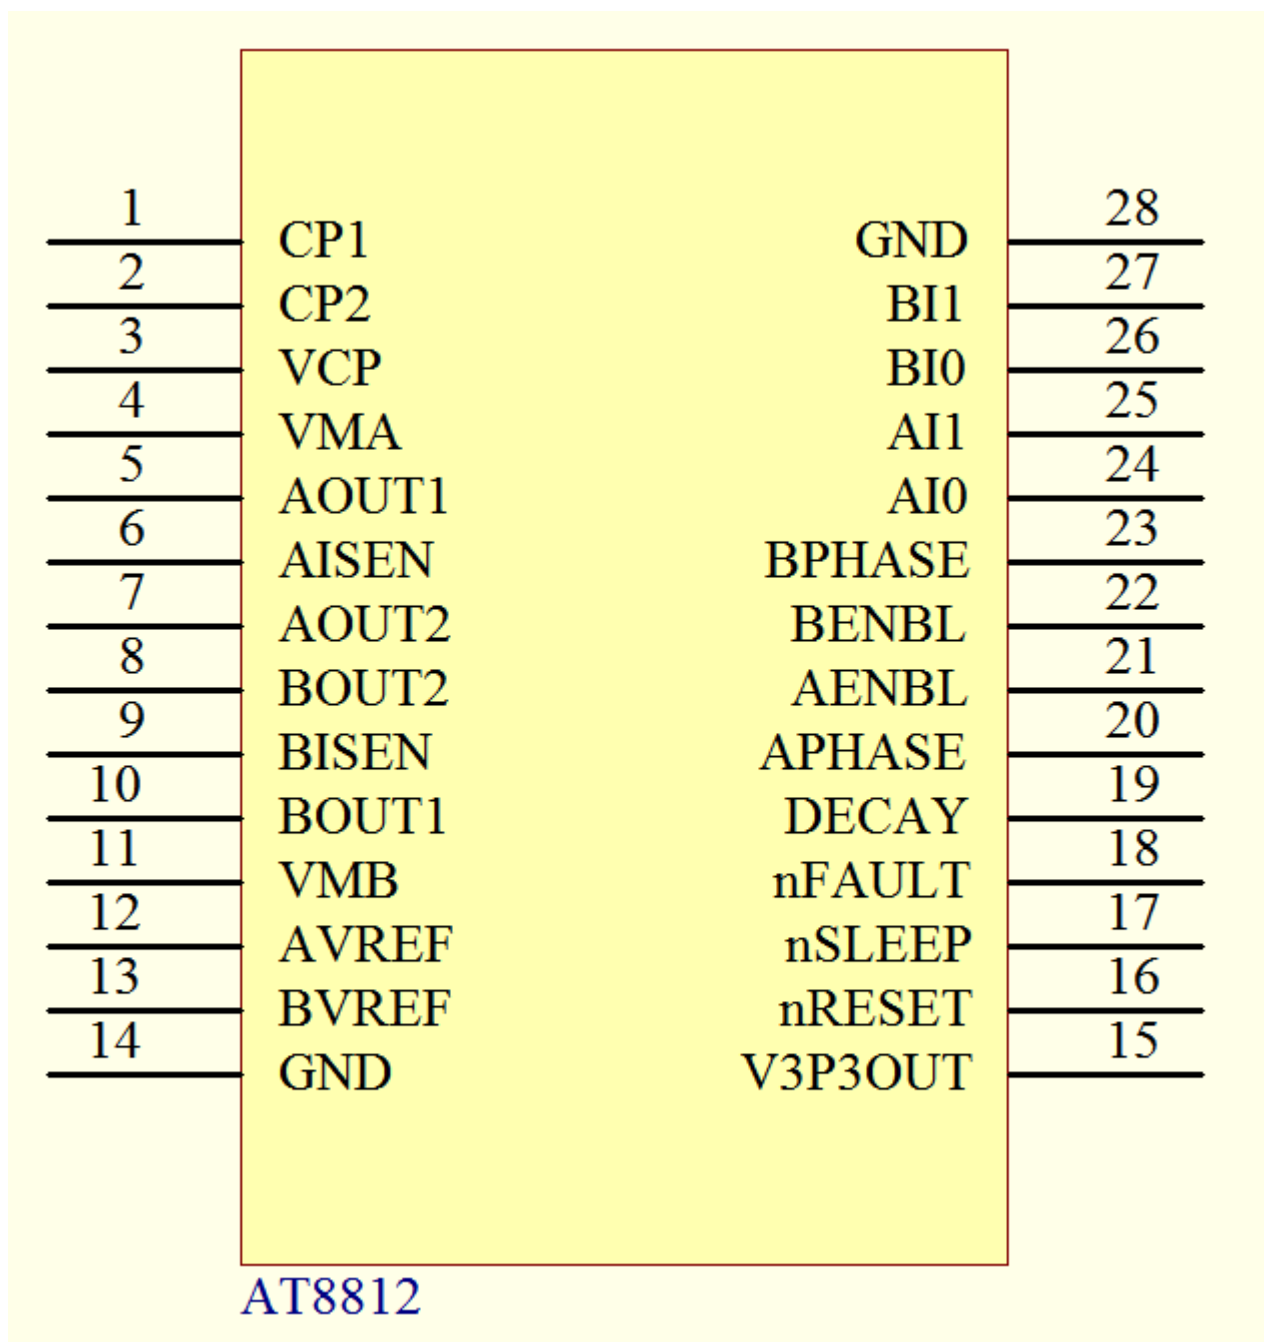 1 CP1 GND 28
2 CP2 BI1 27
3 VCP BI0 26
4 VMA AI1 25
5 AOUT1 AI0 24
6 AISEN BPHASE 23
7 AOUT2 BENBL 22
8 BOUT2 AENBL 21
9 BISEN APHASE 20
10 BOUT1 DECAY 19
11 VMB nFAULT 18
12 AVREF nSLEEP 17
13 BVREF nRESET 16
14 GND V3P3OUT 15
AT8812